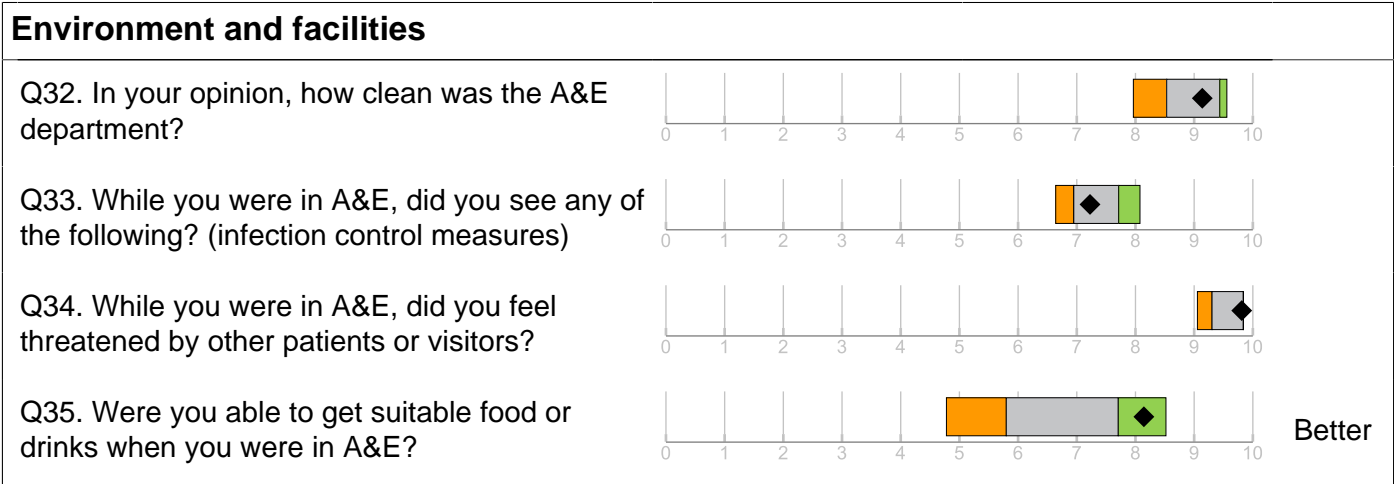 Environment and facilities
Q32. In your opinion, how clean was the A&E
department?
0 1 2 3 4 5 6 7 8 9 10
Q33. While you were in A&E, did you see any of
the following? (infection control measures)
0 1 2 3 4 5 6 7 8 9 10
Q34. While you were in A&E, did you feel
threatened by other patients or visitors?
0 1 2 3 4 5 6 7 8 9 10
Q35. Were you able to get suitable food or
drinks when you were in A&E?
0 1 2 3 4 5 6 7 8 9 10
Better